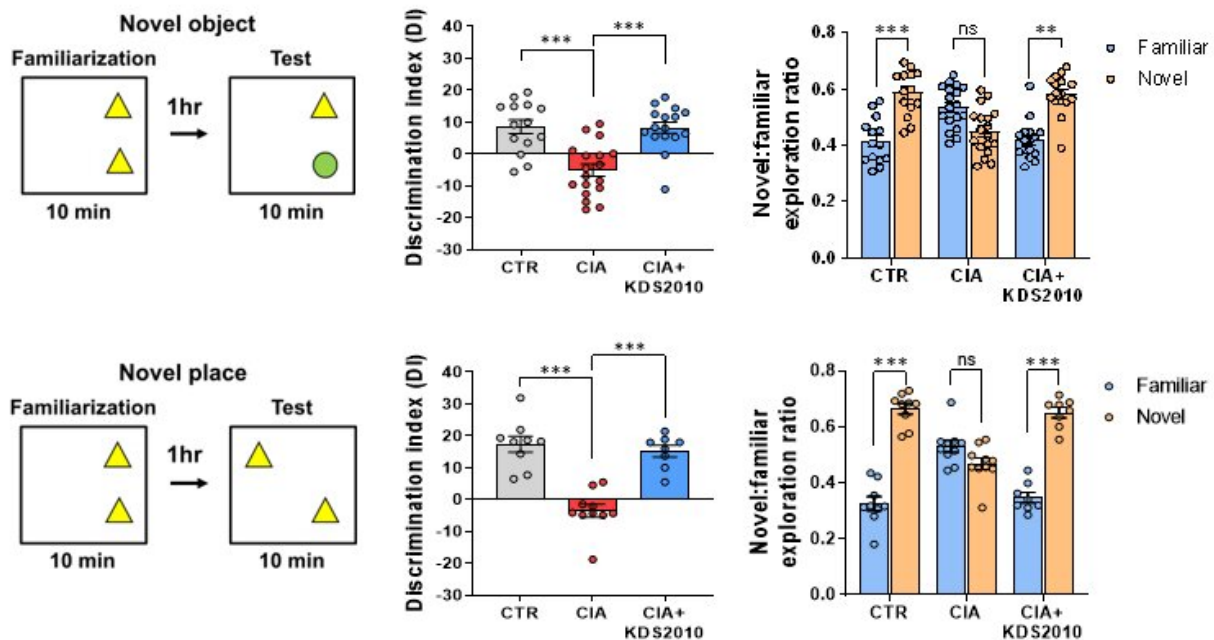 Novel object
Familiarization
Test
1hr
10 min
10 min
Discrimination index (DI)
40
30
20
10
0
-10
-20
-30
***
***
CTR
CIA
CIA+
KDS2010
Novel:familiar
exploration ratio
0.8
0.6
0.4
0.2
0.0
***
ns
**
CTR
CIA
CIA+
KDS2010
Familiar
Novel
Novel place
Familiarization
Test
1hr
10 min
10 min
Discrimination index (DI)
40
30
20
10
0
-10
-20
-30
***
***
CTR
CIA
CIA+
KDS2010
Novel:familiar
exploration ratio
0.8
0.6
0.4
0.2
0.0
***
ns
***
CTR
CIA
CIA+
KDS2010
Familiar
Novel